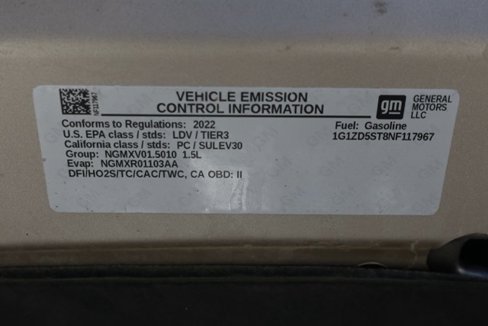 VEHICLE EMISSION
CONTROL INFORMATION
gm GENERAL MOTORS LLC
Conforms to Regulations: 2022
U.S. EPA class / stds: LDV / TIER3
California class / stds: PC / SULEV30
Group: NGMXV01.5010 1.5L
Evap: NGMXR01103AA
DFI/HO2S/TC/CAC/TWC, CA OBD: II
Fuel: Gasoline
1G1ZD5ST8NF117967
NF117967